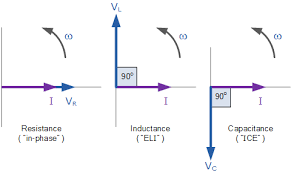 V_L
ω
ω
ω
90°
I
V_R
I
90°
I
Resistance
( "in-phase" )
Inductance
( "ELI" )
Capacitance
( "ICE" )
V_C